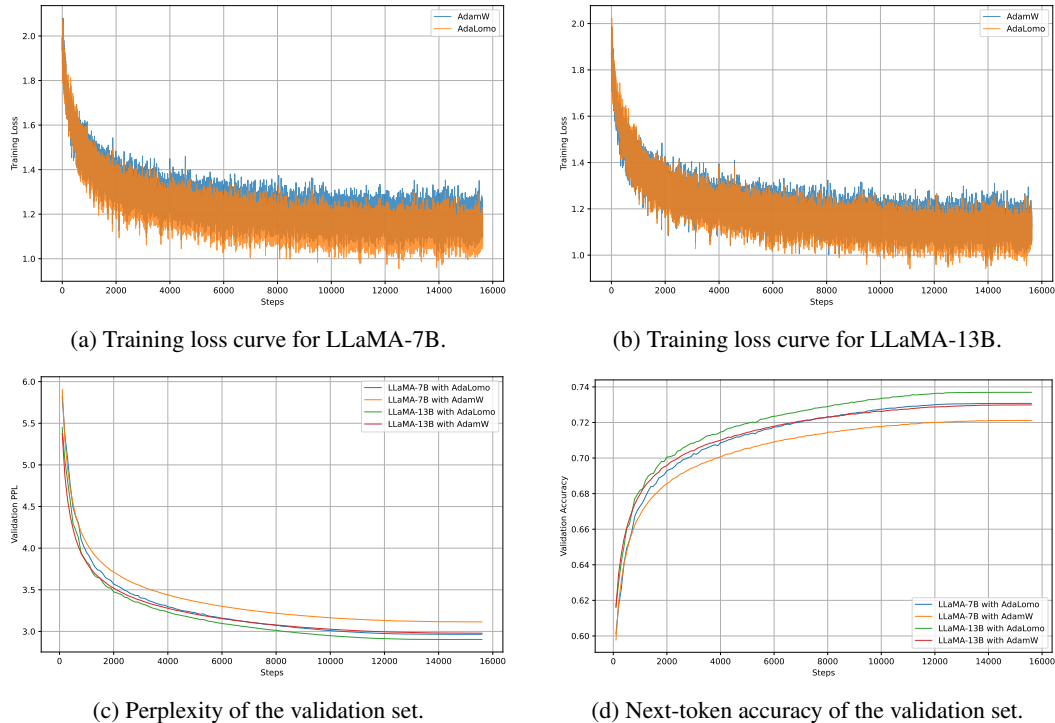 AdamW
AdaLomo
2.0
1.8
1.6
1.4
1.2
1.0
Training Loss
0 2000 4000 6000 8000 10000 12000 14000 16000
Steps
(a) Training loss curve for LLaMA-7B.
AdamW
AdaLomo
2.0
1.8
1.6
1.4
1.2
1.0
Training Loss
0 2000 4000 6000 8000 10000 12000 14000 16000
Steps
(b) Training loss curve for LLaMA-13B.
LLaMA-7B with AdaLomo
LLaMA-7B with AdamW
LLaMA-13B with AdaLomo
LLaMA-13B with AdamW
6.0
5.5
5.0
4.5
4.0
3.5
3.0
Validation PPL
0 2000 4000 6000 8000 10000 12000 14000 16000
Steps
(c) Perplexity of the validation set.
0.74
0.72
0.70
0.68
0.66
0.64
0.62
0.60
Validation Accuracy
LLaMA-7B with AdaLomo
LLaMA-7B with AdamW
LLaMA-13B with AdaLomo
LLaMA-13B with AdamW
0 2000 4000 6000 8000 10000 12000 14000 16000
Steps
(d) Next-token accuracy of the validation set.